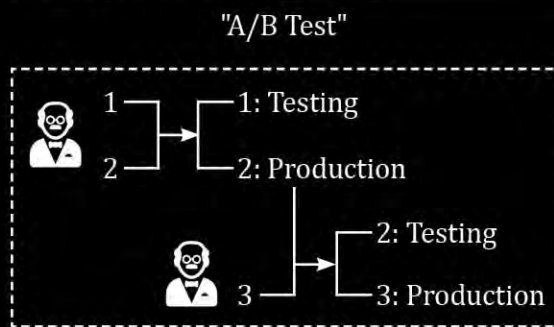 "A/B Test"
1
1: Testing
2
2: Production
2: Testing
3
3: Production